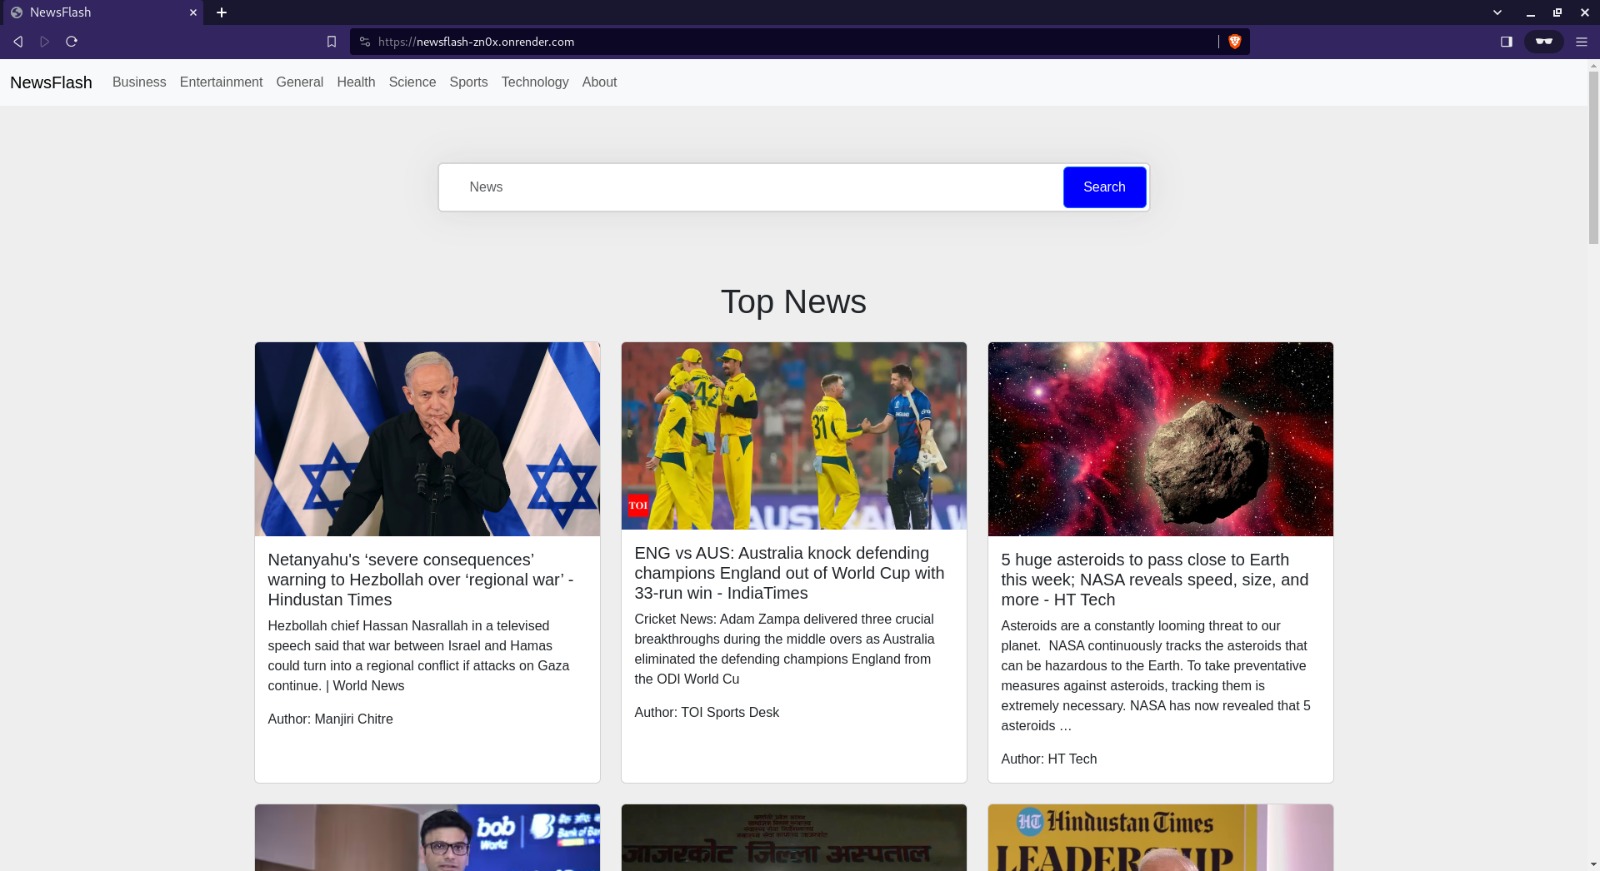 NewsFlash
https://newsflash-zn0x.onrender.com
NewsFlash Business Entertainment General Health Science Sports Technology About
News Search
Top News
42
31
TOI
AUSTRALIA W
Netanyahu's ‘severe consequences’
warning to Hezbollah over ‘regional war’ -
Hindustan Times
Hezbollah chief Hassan Nasrallah in a televised
speech said that war between Israel and Hamas
could turn into a regional conflict if attacks on Gaza
continue. | World News
Author: Manjiri Chitre
ENG vs AUS: Australia knock defending
champions England out of World Cup with
33-run win - IndiaTimes
Cricket News: Adam Zampa delivered three crucial
breakthroughs during the middle overs as Australia
eliminated the defending champions England from
the ODI World Cu
Author: TOI Sports Desk
5 huge asteroids to pass close to Earth
this week; NASA reveals speed, size, and
more - HT Tech
Asteroids are a constantly looming threat to our
planet.  NASA continuously tracks the asteroids that
can be hazardous to the Earth. To take preventative
measures against asteroids, tracking them is
extremely necessary. NASA has now revealed that 5
asteroids …
Author: HT Tech
bob
World
Bank of Ba
जाजरकोट जिल्ला अस्पताल
HT Hindustan Times
LEADERSHIP